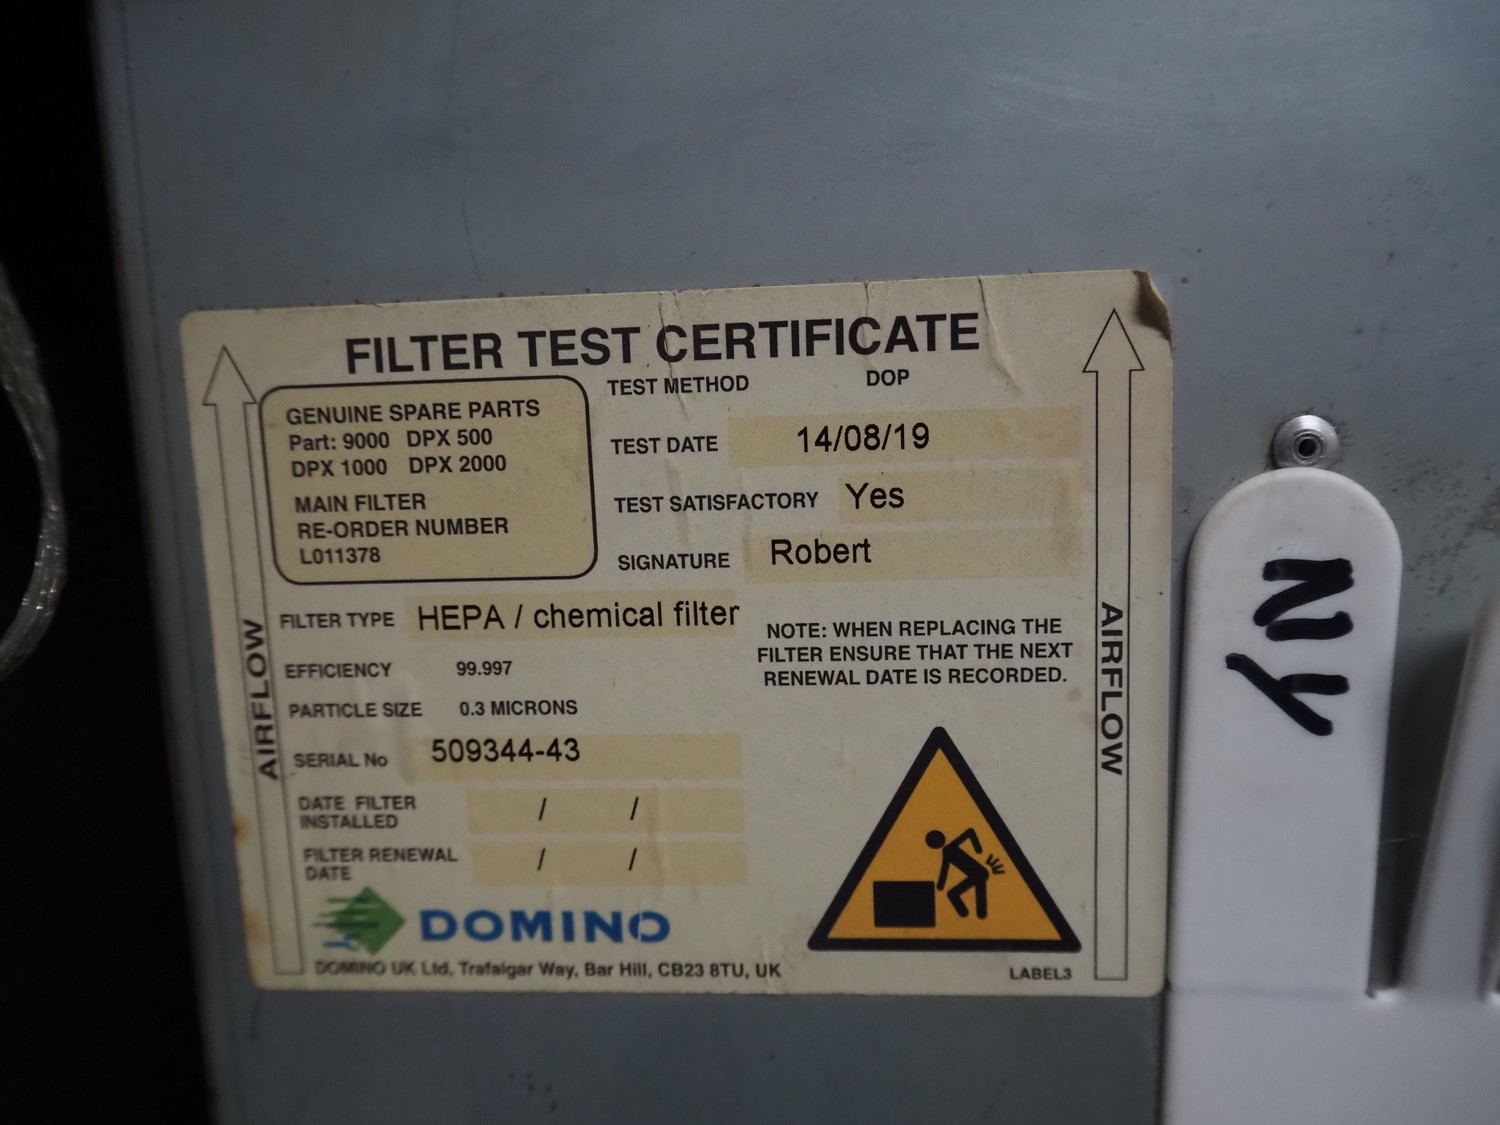 FILTER TEST CERTIFICATE
GENUINE SPARE PARTS
Part: 9000 DPX 500
DPX 1000 DPX 2000
MAIN FILTER
RE-ORDER NUMBER
L011378
TEST METHOD DOP
TEST DATE 14/08/19
TEST SATISFACTORY Yes
SIGNATURE Robert
FILTER TYPE HEPA / chemical filter
EFFICIENCY 99.997
PARTICLE SIZE 0.3 MICRONS
SERIAL No 509344-43
DATE FILTER
INSTALLED / /
FILTER RENEWAL
DATE / /
NOTE: WHEN REPLACING THE
FILTER ENSURE THAT THE NEXT
RENEWAL DATE IS RECORDED.
AIRFLOW
AIRFLOW
DOMINO
DOMINO UK Ltd, Trafalgar Way, Bar Hill, CB23 8TU, UK
LABEL3
NY